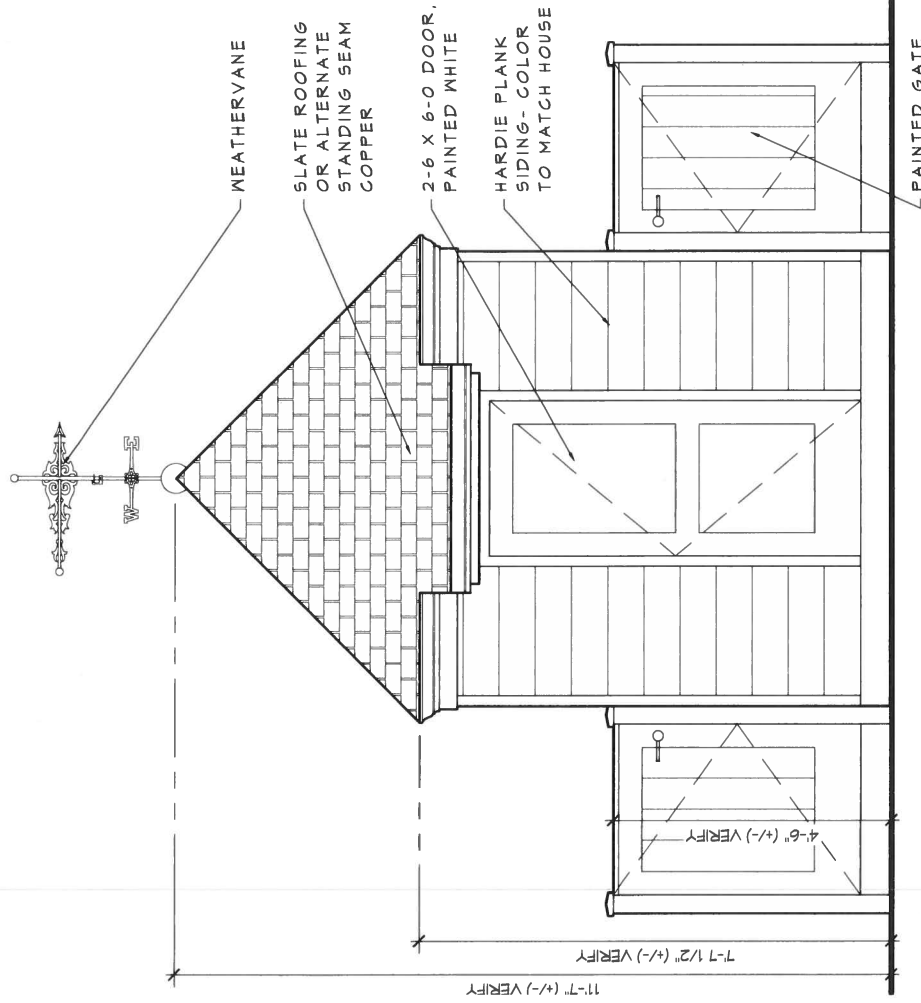 WEATHERVANE
SLATE ROOFING
OR ALTERNATE
STANDING SEAM
COPPER
2-6 X 6-0 DOOR,
PAINTED WHITE
HARDIE PLANK
SIDING- COLOR
TO MATCH HOUSE
PAINTED GATE
W
E
S
4'-6" (+/-) VERIFY
7'-7 1/2" (+/-) VERIFY
11'-7" (+/-) VERIFY